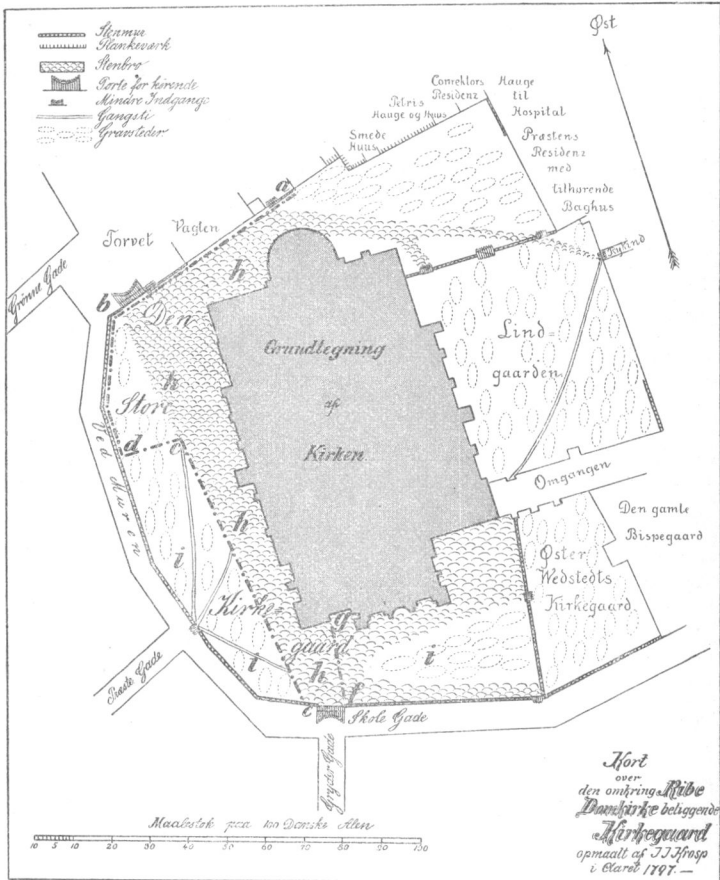 Stenmur
Plankeværk
Stenbro
Porte for kørende
Mindre Indgange
Gangsti
Gravsteder
Øst
Conrektors
Residenz
Hauge
til
Hospital
Petris
Hauge og Huus
Smede
Huus
Præstens
Residenz
med
tilhørende
Baghus
a
Vagten
Torvet
Grønne Gade
b
h
Den
Grundtegning
af
Kirken
Lind=
gaarden
h
Store
d
c
Ved Muren
Omgangen
Den gamle
Bispegaard
h
i
Øster
Wedstedts
Kirkegaard
g
Kirke=
gaard
i
h
i
Præste Gade
e
f
Skole Gade
Gryder Gade
Kort
over
den omkring Ribe
Domkirke beliggende
Kirkegaard
opmaalt af J J Frosp
i Aaret 1797.—
Maalestok paa 100 Danske Alen
10 5 10 20 30 40 50 60 70 80 90 100